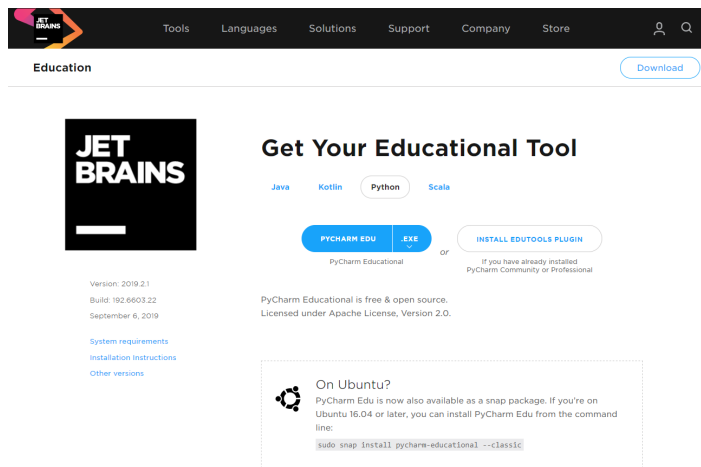 JET
BRAINS
Tools
Languages
Solutions
Support
Company
Store
Education
Download
JET
BRAINS
Version: 2019.2.1
Build: 192.6603.22
September 6, 2019
System requirements
Installation Instructions
Other versions
Get Your Educational Tool
Java
Kotlin
Python
Scala
PYCHARM EDU
.EXE
PyCharm Educational
or
INSTALL EDUTOOLS PLUGIN
If you have already installed
PyCharm Community or Professional
PyCharm Educational is free & open source.
Licensed under Apache License, Version 2.0.
On Ubuntu?
PyCharm Edu is now also available as a snap package. If you're on
Ubuntu 16.04 or later, you can install PyCharm Edu from the command
line:
sudo snap install pycharm-educational --classic